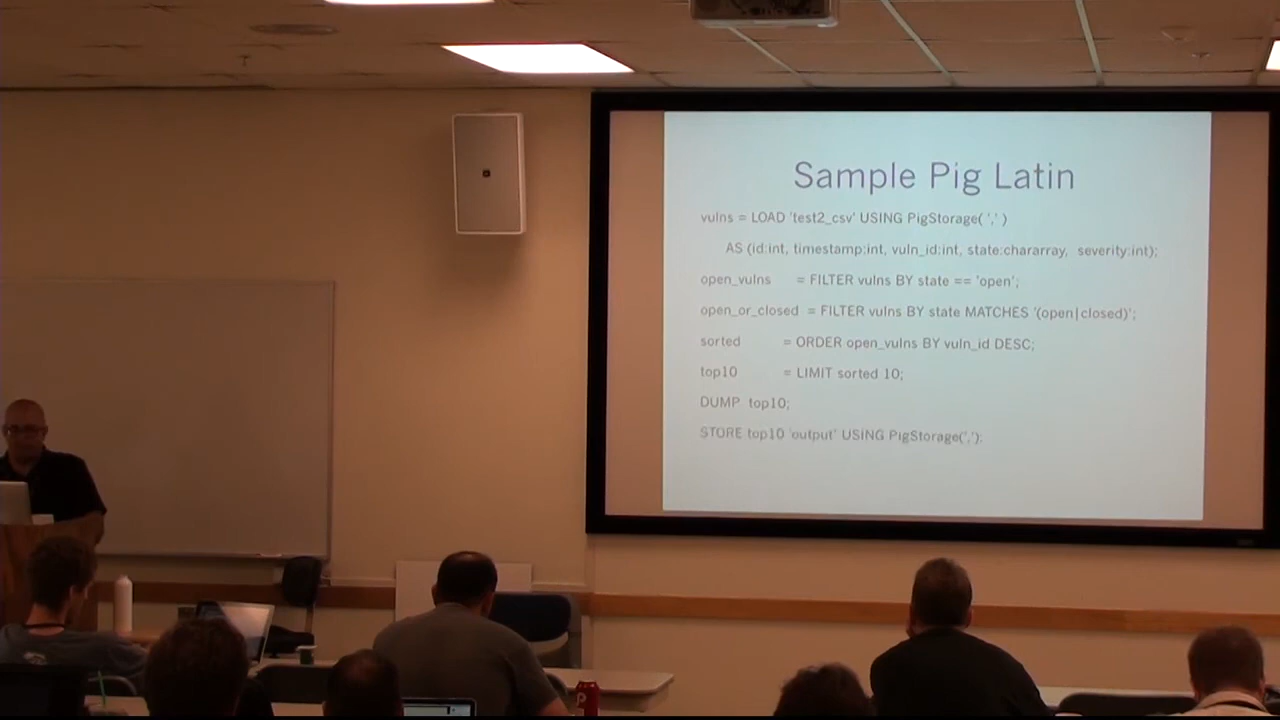 Sample Pig Latin
vulns = LOAD 'test2_csv' USING PigStorage( ',' )
AS (id:int, timestamp:int, vuln_id:int, state:chararray, severity:int);
open_vulns = FILTER vulns BY state == 'open';
open_or_closed = FILTER vulns BY state MATCHES '(open|closed)';
sorted = ORDER open_vulns BY vuln_id DESC;
top10 = LIMIT sorted 10;
DUMP top10;
STORE top10 'output' USING PigStorage(',');